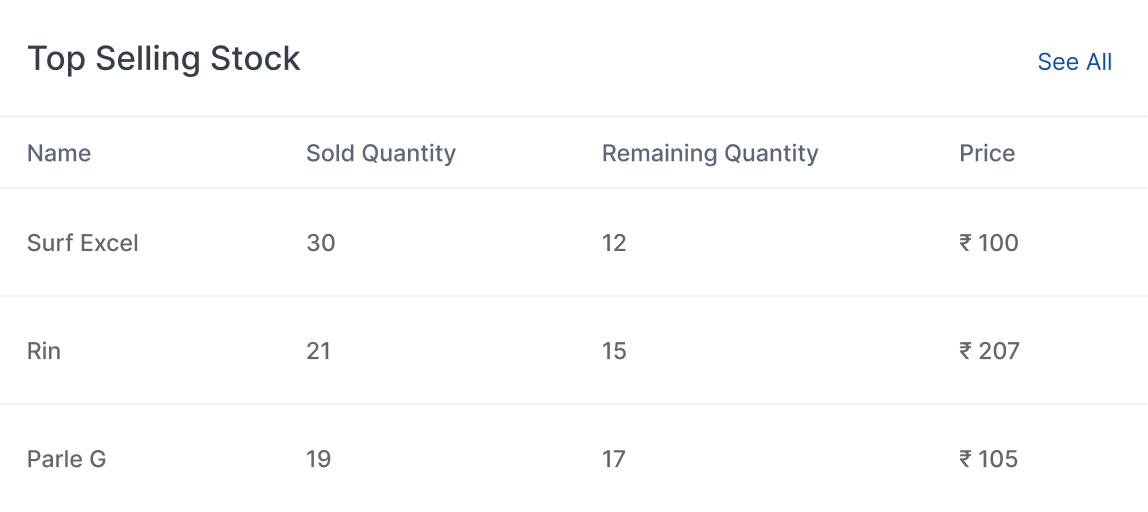 Top Selling Stock See All
Name Sold Quantity Remaining Quantity Price
Surf Excel 30 12 ₹ 100
Rin 21 15 ₹ 207
Parle G 19 17 ₹ 105